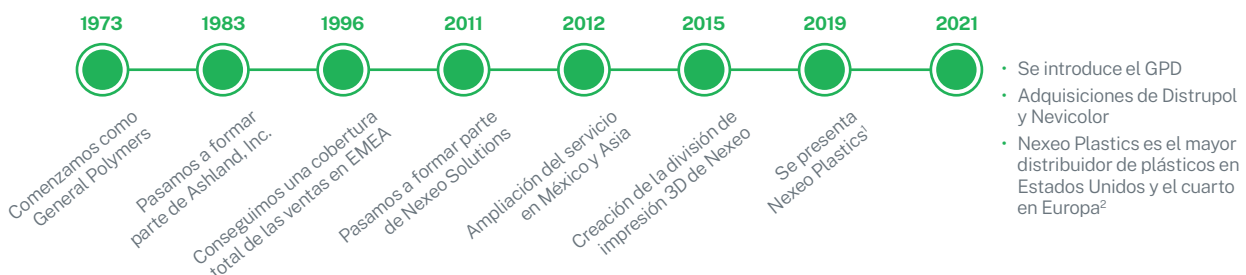 1973
1983
1996
2011
2012
2015
2019
2021
Comenzamos como
General Polymers
Pasamos a formar
parte de Ashland, Inc.
Conseguimos una cobertura
total de las ventas en EMEA
Pasamos a formar parte
de Nexeo Solutions
Ampliación del servicio
en México y Asia
Creación de la división de
impresión 3D de Nexeo
Se presenta
Nexeo Plastics¹
• Se introduce el GPD
• Adquisiciones de Distrupol
y Nevicolor
• Nexeo Plastics es el mayor
distribuidor de plásticos en
Estados Unidos y el cuarto
en Europa²